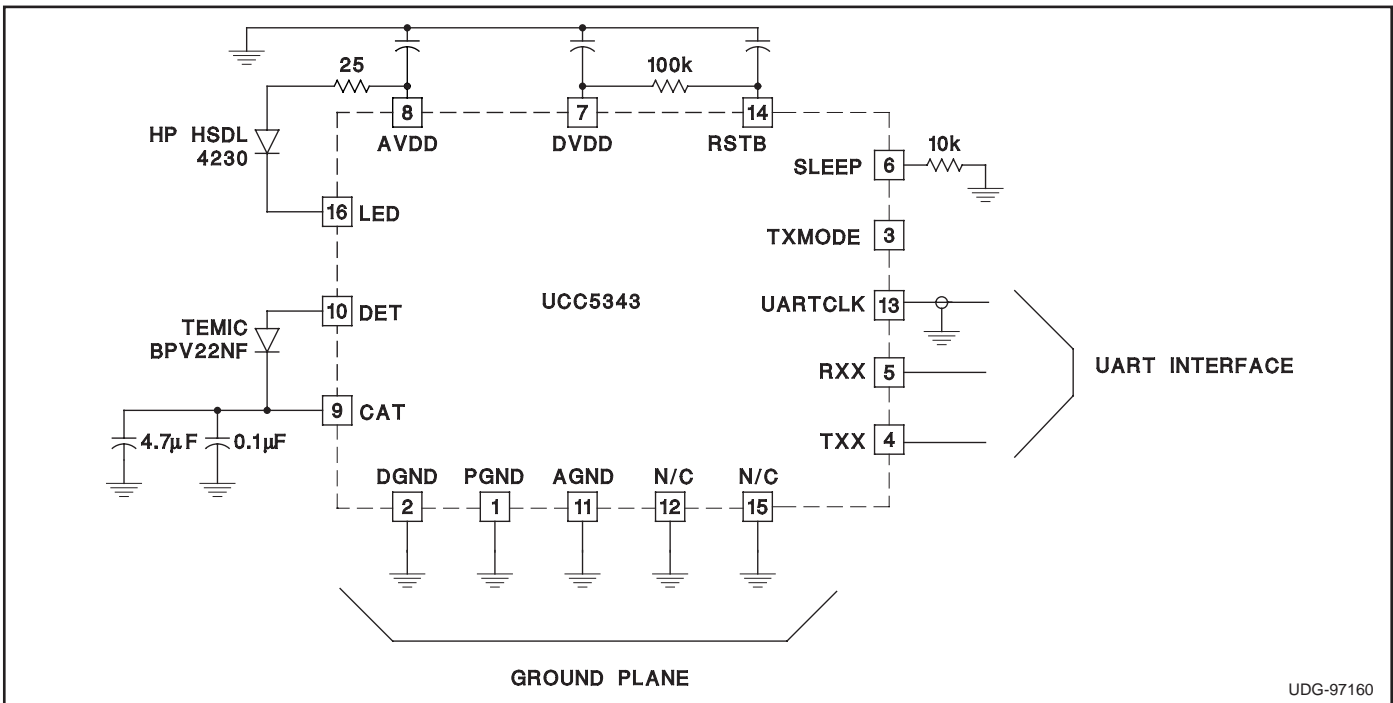 25
100k
8
7
14
HP HSDL
4230
AVDD
DVDD
RSTB
10k
SLEEP
6
16
LED
TXMODE
3
UCC5343
10
DET
UARTCLK
13
TEMIC
BPV22NF
RXX
5
UART INTERFACE
9
CAT
4.7µF
0.1µF
TXX
4
DGND
PGND
AGND
N/C
N/C
2
1
11
12
15
GROUND PLANE
UDG-97160